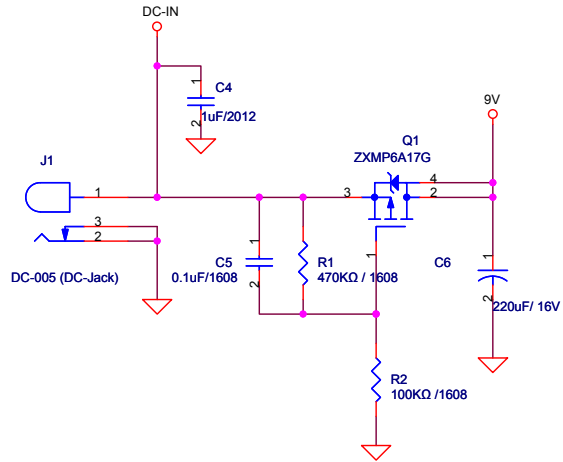 DC-IN
1
C4
1uF/2012
2
9V
Q1
ZXMP6A17G
J1
4
1
3
2
3
2
DC-005 (DC-Jack)
1
C5
0.1uF/1608
2
R1
470KΩ / 1608
1
C6
1
2
220uF/ 16V
R2
100KΩ /1608